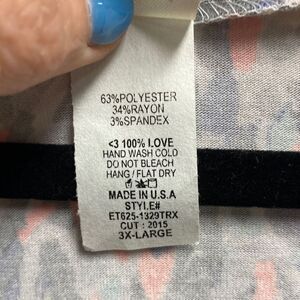 63%POLYESTER
34%RAYON
3%SPANDEX
<3 100% LOVE
HAND WASH COLD
DO NOT BLEACH
HANG / FLAT DRY
MADE IN U.S.A
STYLE#
ET625-1329TRX
CUT : 2015
3X-LARGE